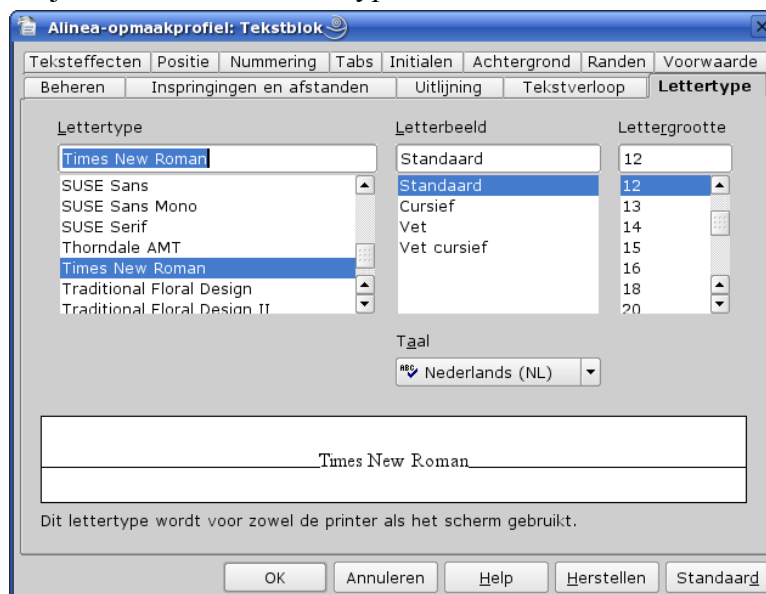 Alinea-opmaakprofiel: Tekstblok
Teksteffecten Positie Nummering Tabs Initialen Achtergrond Randen Voorwaarde
Beheren Inspringingen en afstanden Uitlijning Tekstverloop Lettertype
Lettertype Letterbeeld Lettergrootte
Times New Roman Standaard 12
SUSE Sans Standaard 12
SUSE Sans Mono Cursief 13
SUSE Serif Vet 14
Thorndale AMT Vet cursief 15
Times New Roman 16
Traditional Floral Design 18
Traditional Floral Design II 20
Taal
ABC Nederlands (NL)
Times New Roman
Dit lettertype wordt voor zowel de printer als het scherm gebruikt.
OK Annuleren Help Herstellen Standaard